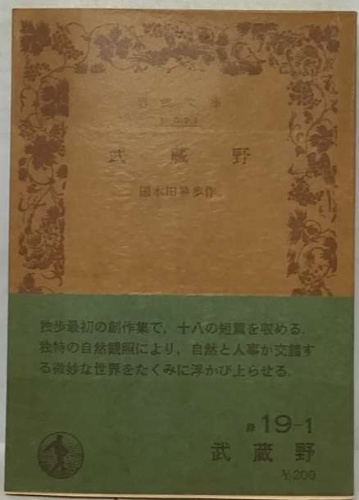 岩波文庫
武蔵野
國木田独歩作
独歩最初の創作集で，十八の短篇を収める．
独特の自然観照により，自然と人事が交錯す
る微妙な世界をたくみに浮かび上らせる．
緑 19-1
武蔵野
￥200